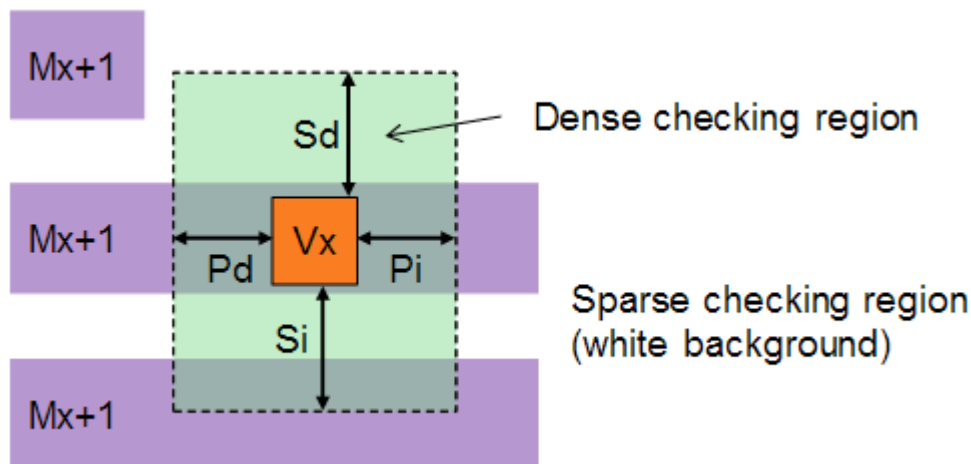 Mx+1
Sd
Dense checking region
Mx+1
Vx
Pd
Pi
Sparse checking region
(white background)
Si
Mx+1